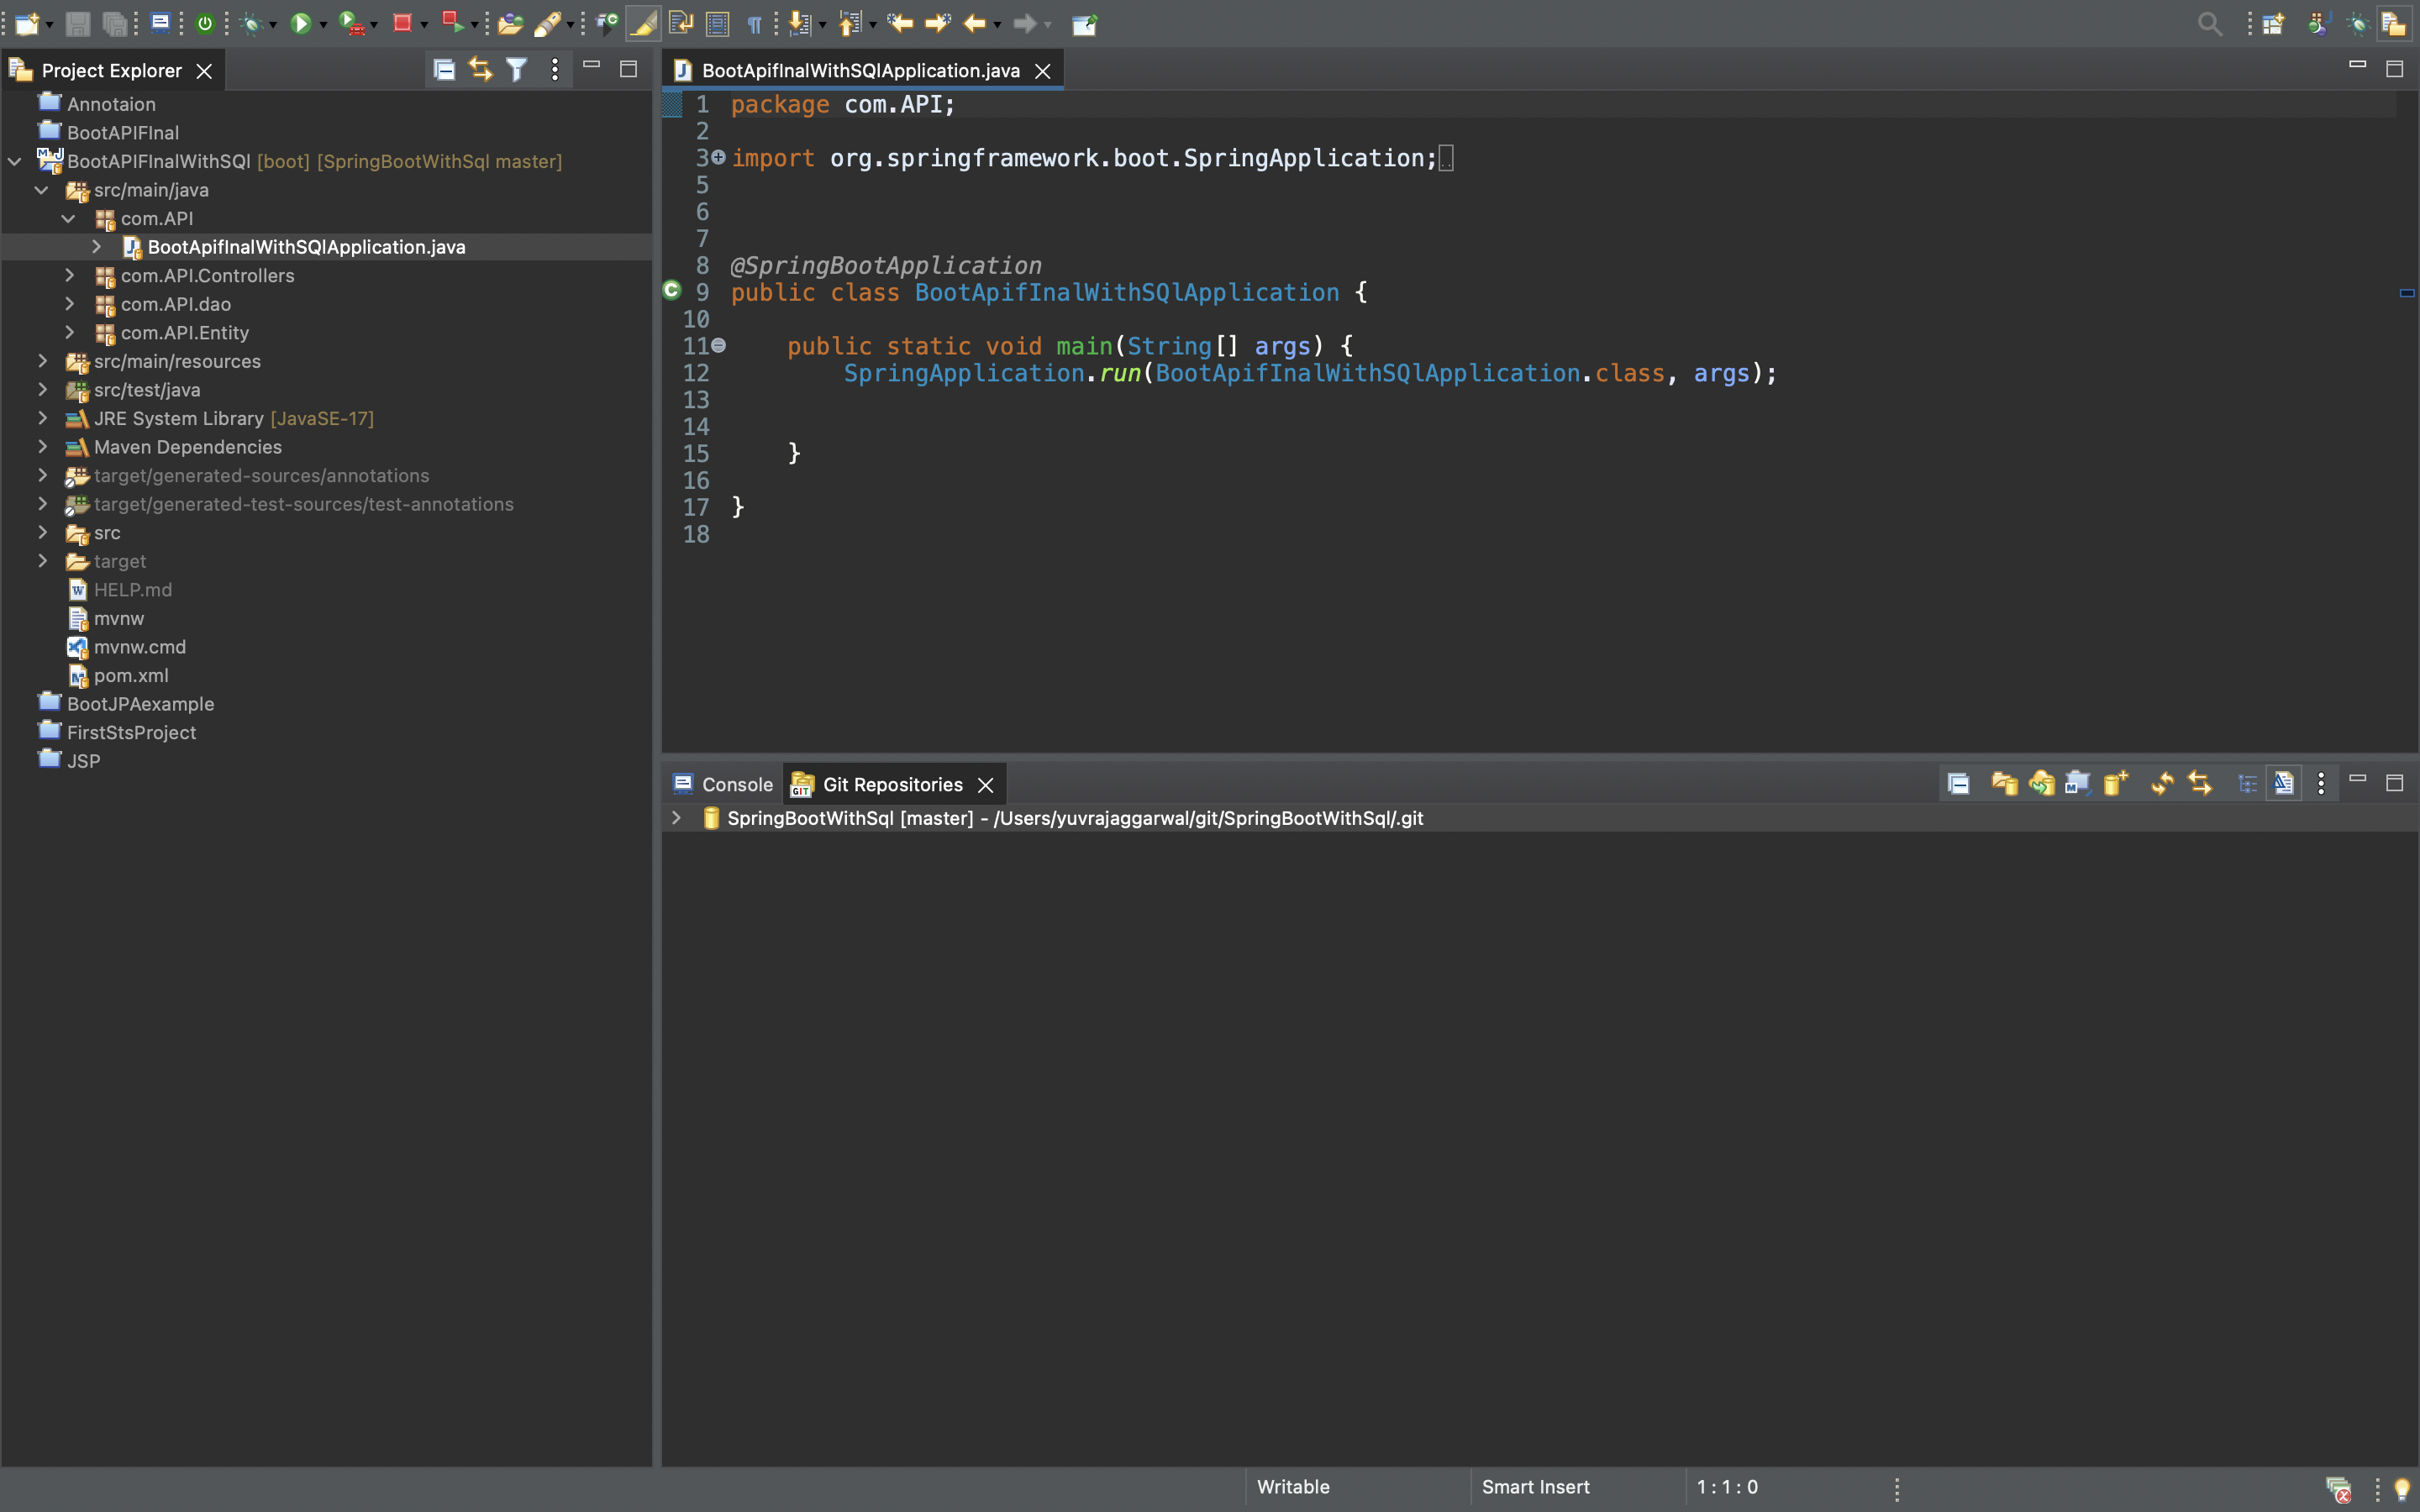 Project Explorer
Annotaion
BootAPIFInal
BootAPIFInalWithSQl [boot] [SpringBootWithSql master]
src/main/java
com.API
BootApifInalWithSQlApplication.java
com.API.Controllers
com.API.dao
com.API.Entity
src/main/resources
src/test/java
JRE System Library [JavaSE-17]
Maven Dependencies
target/generated-sources/annotations
target/generated-test-sources/test-annotations
src
target
HELP.md
mvnw
mvnw.cmd
pom.xml
BootJPAexample
FirstStsProject
JSP
BootApifInalWithSQlApplication.java
1 package com.API;
2
3 import org.springframework.boot.SpringApplication;
5
6
7
8 @SpringBootApplication
9 public class BootApifInalWithSQlApplication {
10
11 public static void main(String[] args) {
12 SpringApplication.run(BootApifInalWithSQlApplication.class, args);
13
14
15 }
16
17 }
18
Console
Git Repositories
SpringBootWithSql [master] - /Users/yuvrajaggarwal/git/SpringBootWithSql/.git
Writable
Smart Insert
1 : 1 : 0